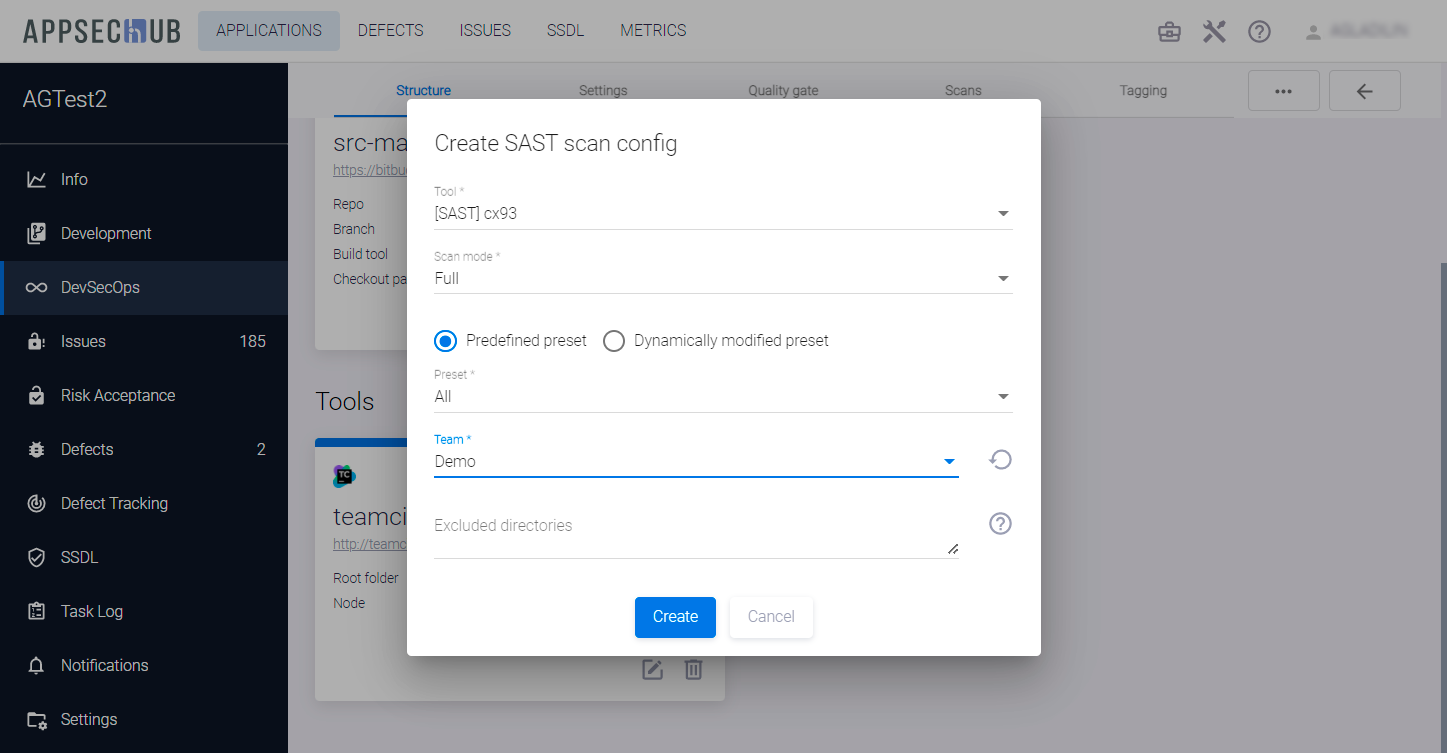 APPSECHUB
APPLICATIONS
DEFECTS
ISSUES
SSDL
METRICS
AGTest2
Info
Development
DevSecOps
Issues 185
Risk Acceptance
Defects 2
Defect Tracking
SSDL
Task Log
Notifications
Settings
Structure
Settings
Quality gate
Scans
Tagging
src-ma
https://bitbu
Repo
Branch
Build tool
Checkout pa
Tools
TC
teamci
http://teamc
Root folder
Node
Create SAST scan config
Tool *
[SAST] cx93
Scan mode *
Full
Predefined preset Dynamically modified preset
Preset *
All
Team *
Demo
Excluded directories
Create Cancel